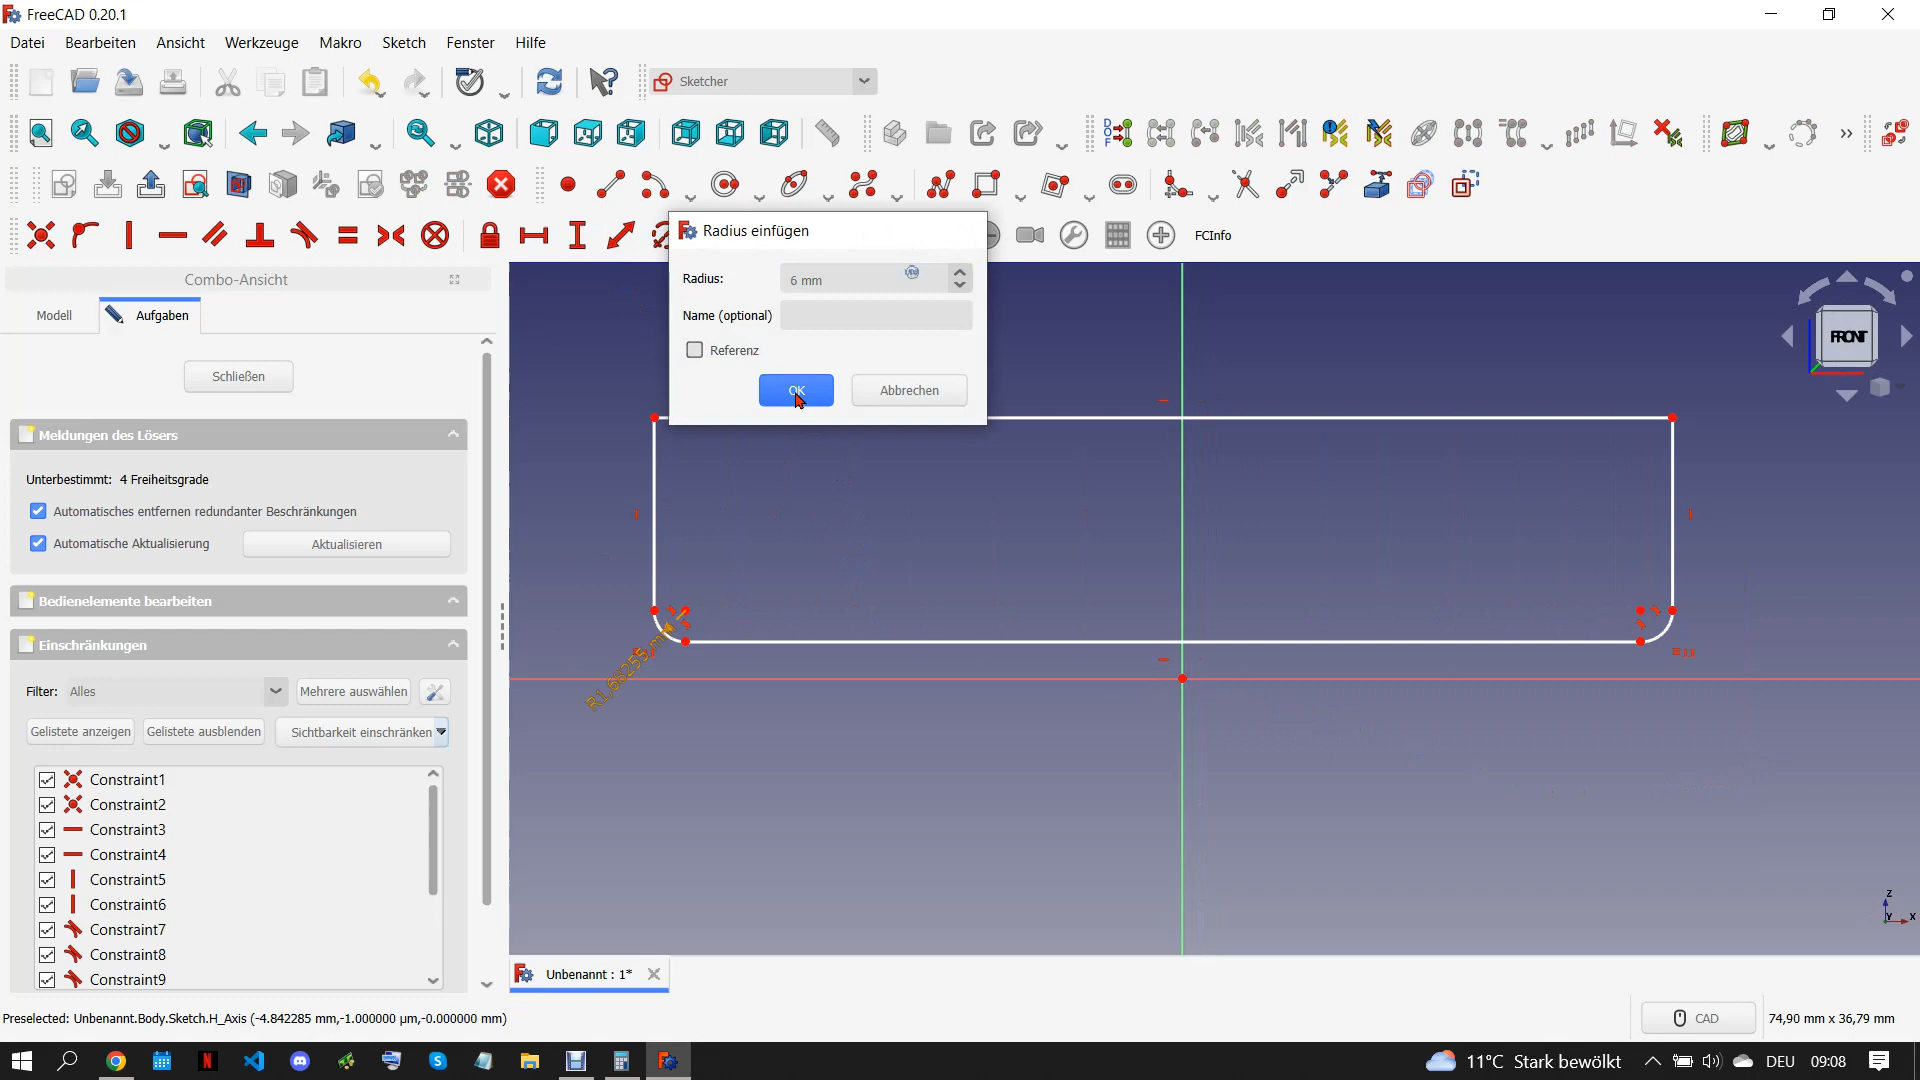 FreeCAD 0.20.1
Datei Bearbeiten Ansicht Werkzeuge Makro Sketch Fenster Hilfe
Sketcher
DOF
FCInfo
Radius einfügen
Radius: 6 mm
Name (optional)
Referenz
OK Abbrechen
Combo-Ansicht
Modell Aufgaben
Schließen
Meldungen des Lösers
Unterbestimmt: 4 Freiheitsgrade
Automatisches entfernen redundanter Beschränkungen
Automatische Aktualisierung Aktualisieren
Bedienelemente bearbeiten
Einschränkungen
Filter: Alles Mehrere auswählen
Gelistete anzeigen Gelistete ausblenden Sichtbarkeit einschränken
Constraint1
Constraint2
Constraint3
Constraint4
Constraint5
Constraint6
Constraint7
Constraint8
Constraint9
FRONT
R1,68255 mm
Z
Y X
Unbenannt : 1*
Preselected: Unbenannt.Body.Sketch.H_Axis (-4.842285 mm,-1.000000 µm,-0.000000 mm)
CAD 74,90 mm x 36,79 mm
11°C Stark bewölkt DEU 09:08